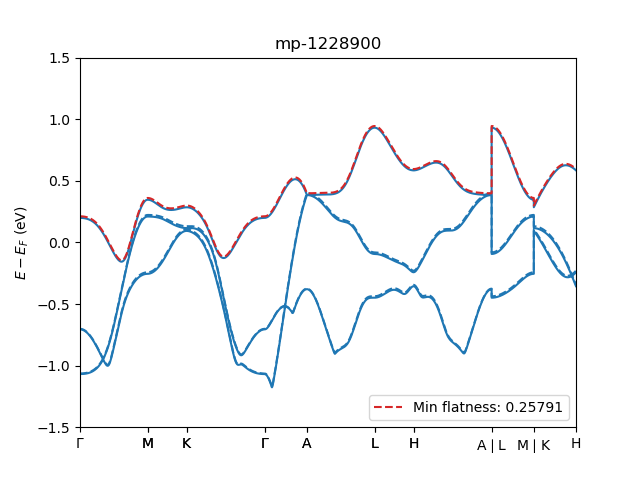 mp-1228900
1.5
1.0
0.5
0.0
−0.5
−1.0
−1.5
E − E_F (eV)
Min flatness: 0.25791
Γ M K Γ A L H A | L M | K H